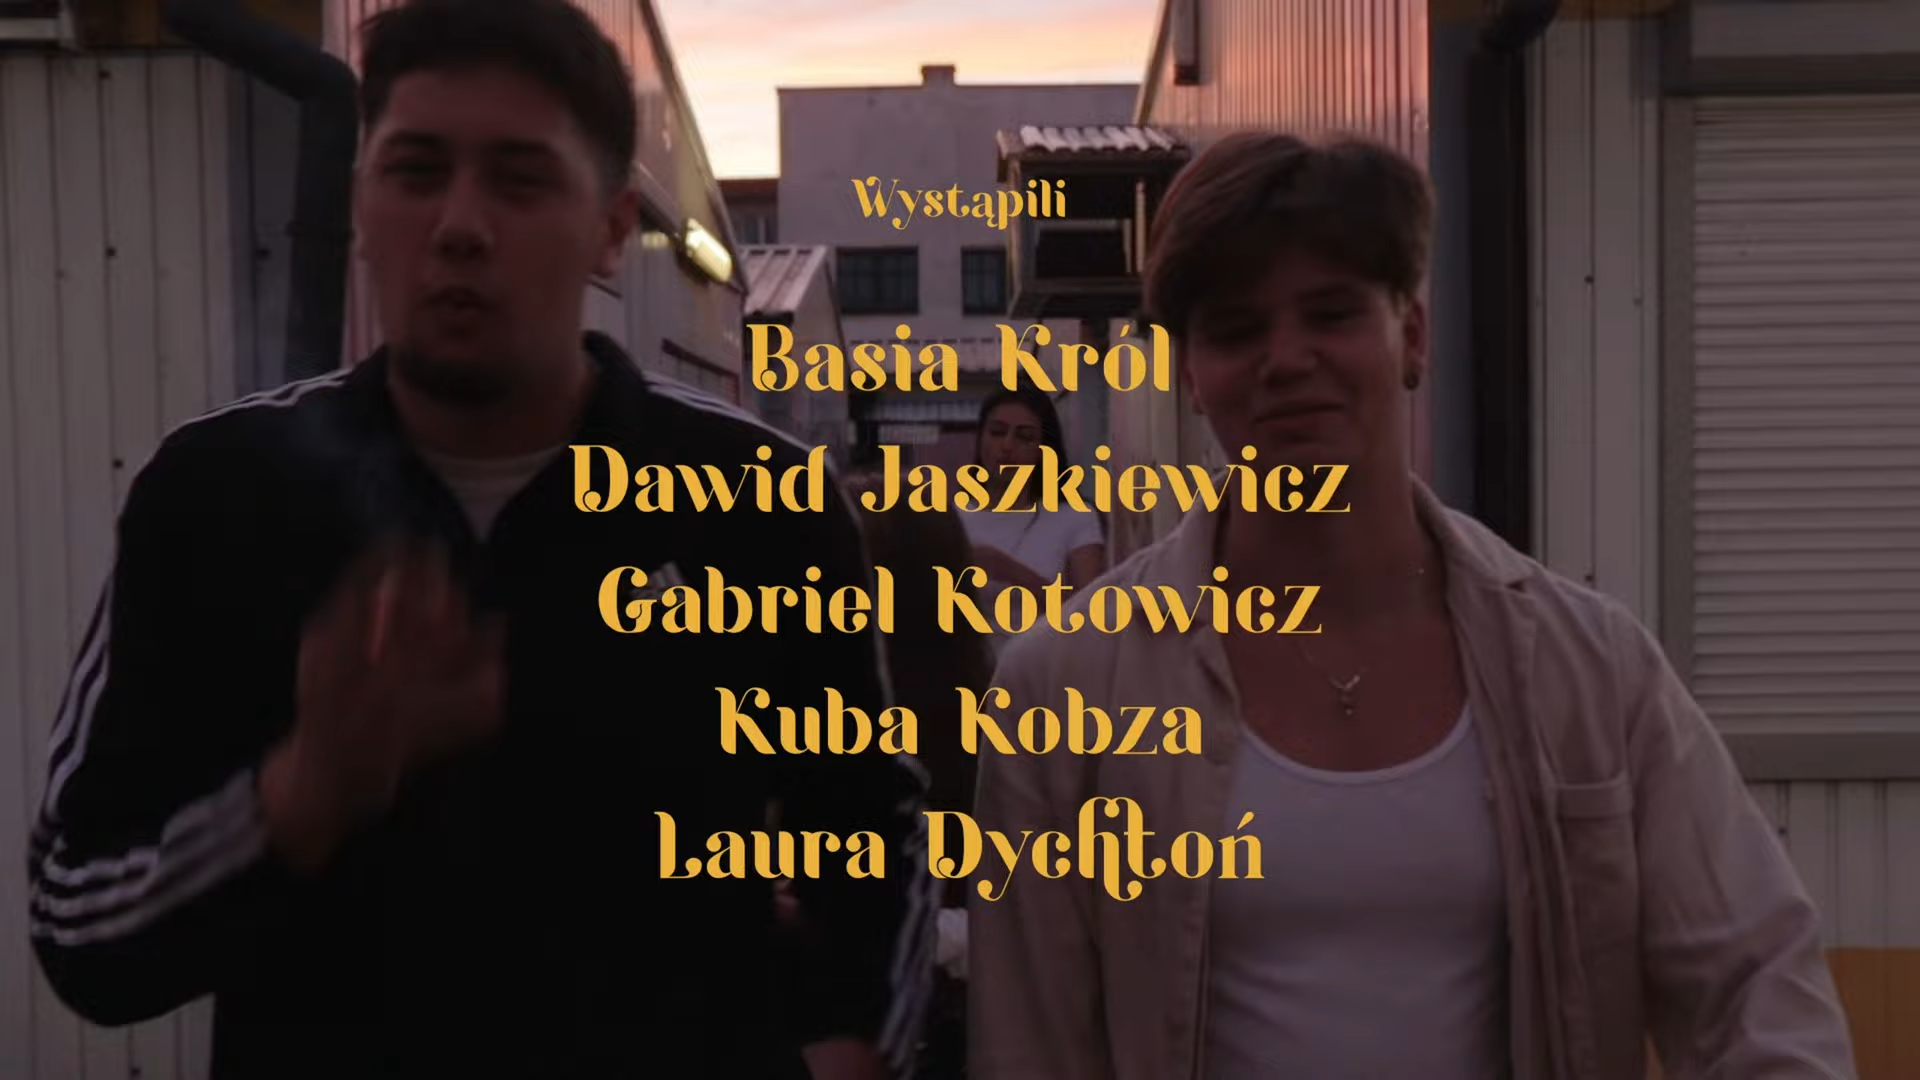 Wystąpili
Basia Król
Dawid Jaszkiewicz
Gabriel Kotowicz
Kuba Kobza
Laura Dychtoń